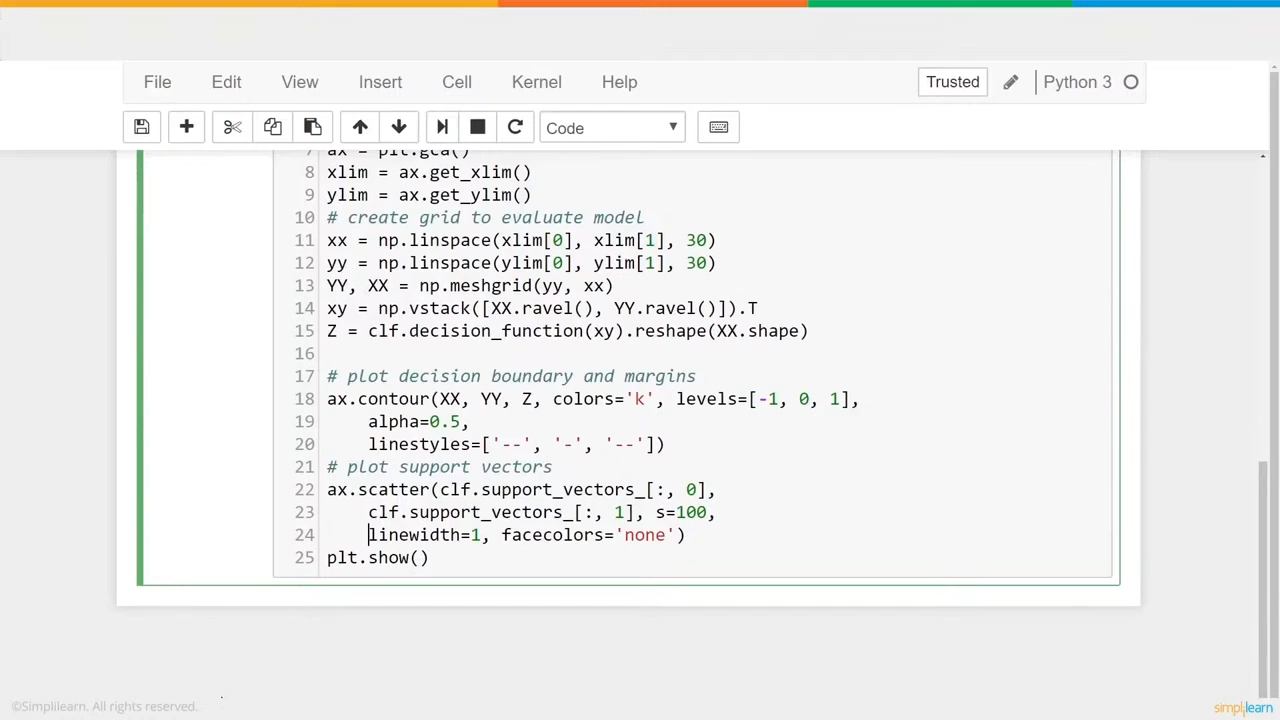 File Edit View Insert Cell Kernel Help Trusted Python 3
Code
7 ax = plt.gca()
8 xlim = ax.get_xlim()
9 ylim = ax.get_ylim()
10 # create grid to evaluate model
11 xx = np.linspace(xlim[0], xlim[1], 30)
12 yy = np.linspace(ylim[0], ylim[1], 30)
13 YY, XX = np.meshgrid(yy, xx)
14 xy = np.vstack([XX.ravel(), YY.ravel()]).T
15 Z = clf.decision_function(xy).reshape(XX.shape)
16
17 # plot decision boundary and margins
18 ax.contour(XX, YY, Z, colors='k', levels=[-1, 0, 1],
19     alpha=0.5,
20     linestyles=['--', '-', '--'])
21 # plot support vectors
22 ax.scatter(clf.support_vectors_[:, 0],
23     clf.support_vectors_[:, 1], s=100,
24     linewidth=1, facecolors='none')
25 plt.show()
©Simplilearn. All rights reserved.
simplilearn